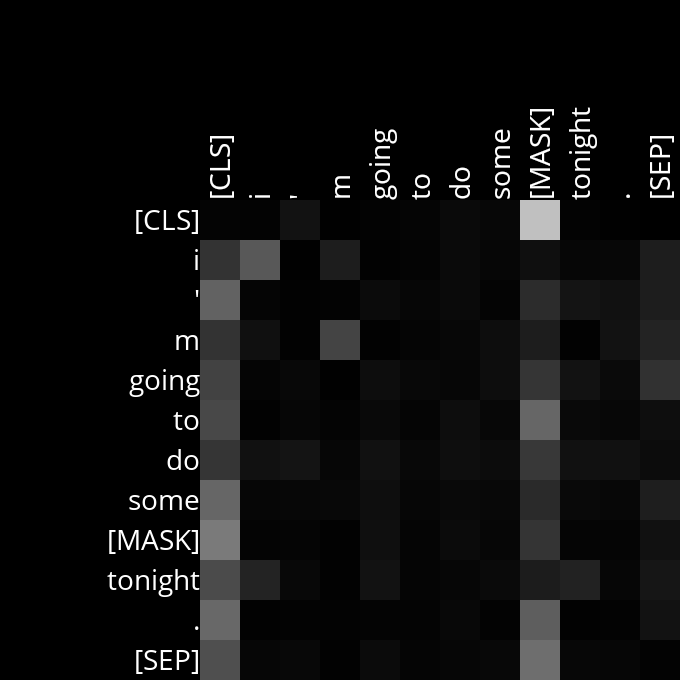 [CLS] i ' m going to do some [MASK] tonight . [SEP]
[CLS]
i
'
m
going
to
do
some
[MASK]
tonight
.
[SEP]